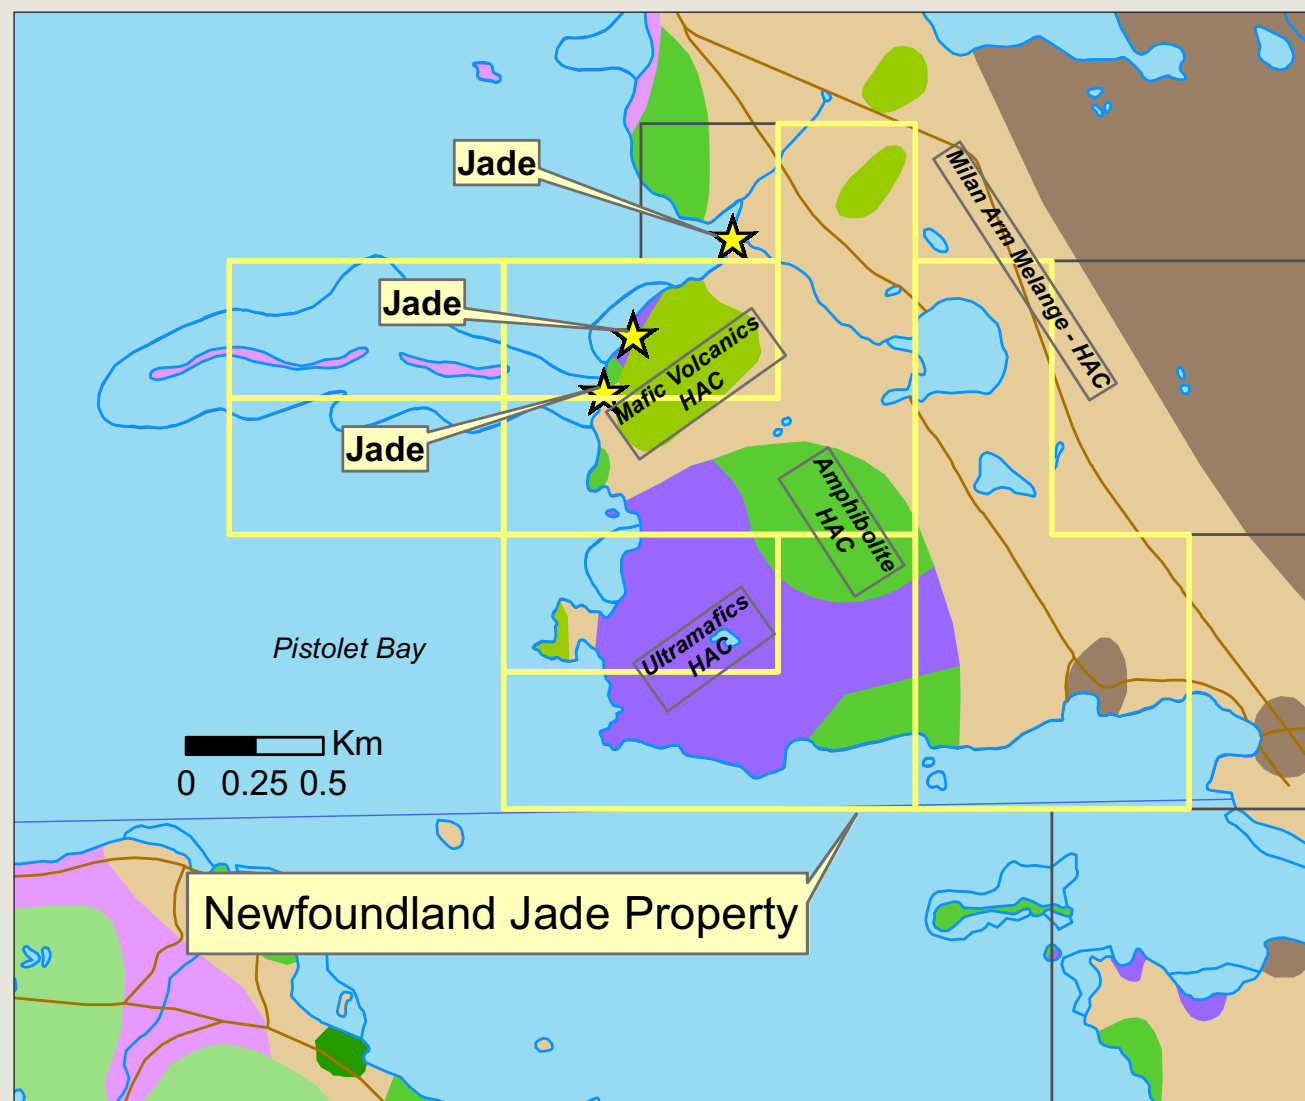 Jade
Milan Arm Melange - HAC
Jade
Mafic Volcanics
HAC
Jade
Amphibolite
HAC
Ultramafics
HAC
Pistolet Bay
Km
0 0.25 0.5
Newfoundland Jade Property